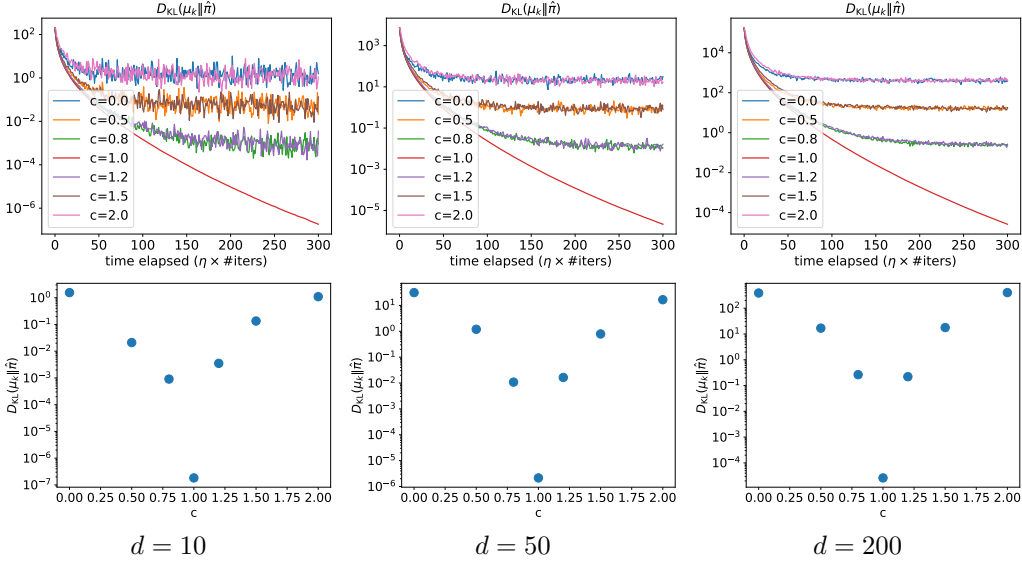 D_KL(μ_k‖π̂)
10^2
10^0
10^−2
10^−4
10^−6
c=0.0
c=0.5
c=0.8
c=1.0
c=1.2
c=1.5
c=2.0
0 50 100 150 200 250 300
time elapsed (η × #iters)
D_KL(μ_k‖π̂)
10^3
10^1
10^−1
10^−3
10^−5
c=0.0
c=0.5
c=0.8
c=1.0
c=1.2
c=1.5
c=2.0
0 50 100 150 200 250 300
time elapsed (η × #iters)
D_KL(μ_k‖π̂)
10^4
10^2
10^0
10^−2
10^−4
c=0.0
c=0.5
c=0.8
c=1.0
c=1.2
c=1.5
c=2.0
0 50 100 150 200 250 300
time elapsed (η × #iters)
D_KL(μ_k‖π̂)
10^0
10^−1
10^−2
10^−3
10^−4
10^−5
10^−6
10^−7
0.00 0.25 0.50 0.75 1.00 1.25 1.50 1.75 2.00
c
D_KL(μ_k‖π̂)
10^1
10^0
10^−1
10^−2
10^−3
10^−4
10^−5
10^−6
0.00 0.25 0.50 0.75 1.00 1.25 1.50 1.75 2.00
c
D_KL(μ_k‖π̂)
10^2
10^1
10^0
10^−1
10^−2
10^−3
10^−4
0.00 0.25 0.50 0.75 1.00 1.25 1.50 1.75 2.00
c
d = 10
d = 50
d = 200